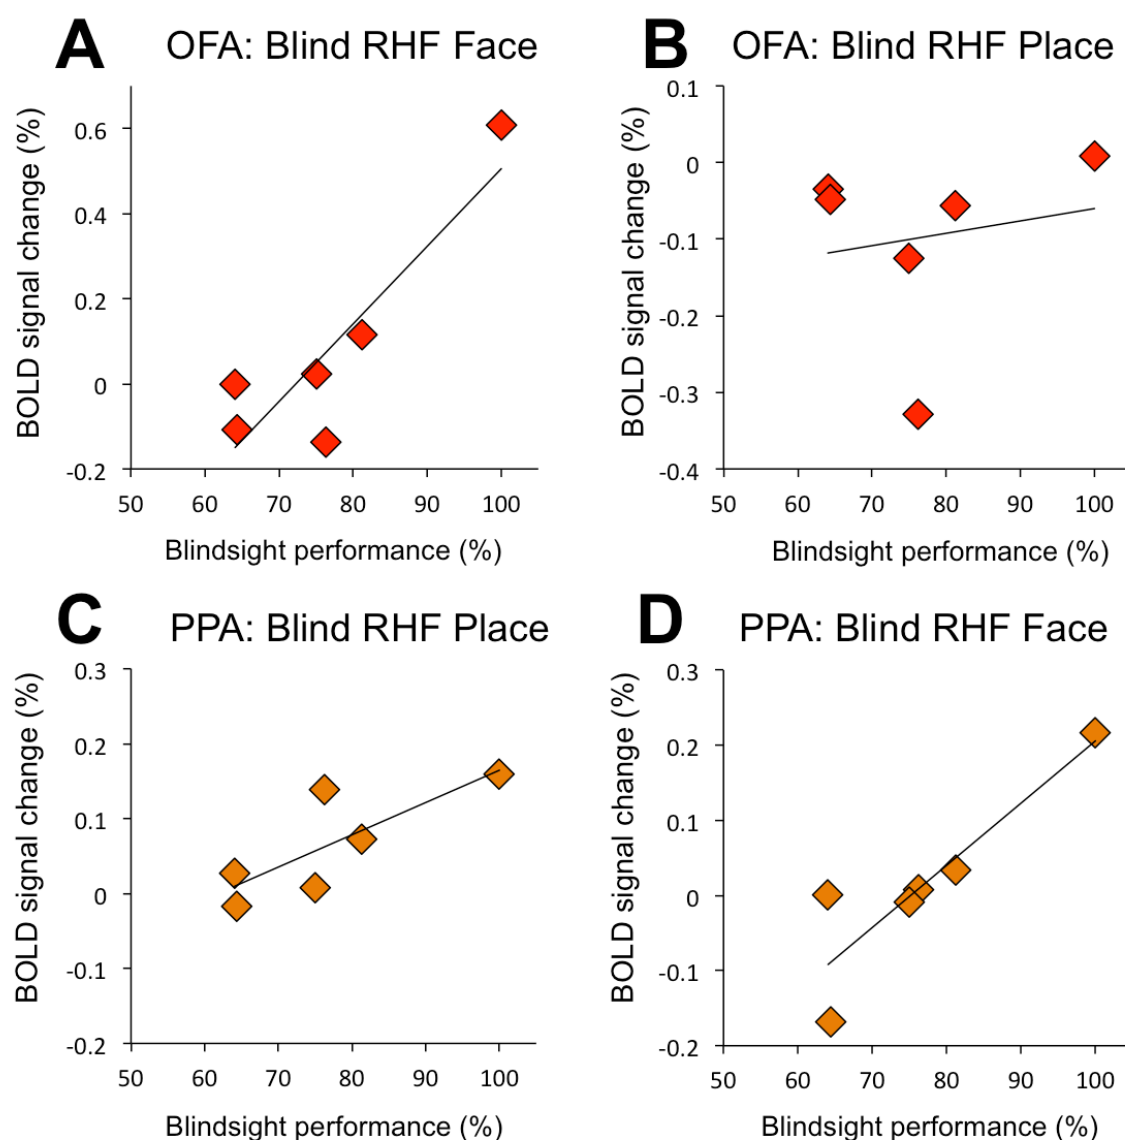 A
OFA: Blind RHF Face
BOLD signal change (%)
0.6
0.4
0.2
0
-0.2
50 60 70 80 90 100
Blindsight performance (%)
B
OFA: Blind RHF Place
BOLD signal change (%)
0.1
0
-0.1
-0.2
-0.3
-0.4
50 60 70 80 90 100
Blindsight performance (%)
C
PPA: Blind RHF Place
BOLD signal change (%)
0.3
0.2
0.1
0
-0.1
-0.2
50 60 70 80 90 100
Blindsight performance (%)
D
PPA: Blind RHF Face
BOLD signal change (%)
0.3
0.2
0.1
0
-0.1
-0.2
50 60 70 80 90 100
Blindsight performance (%)